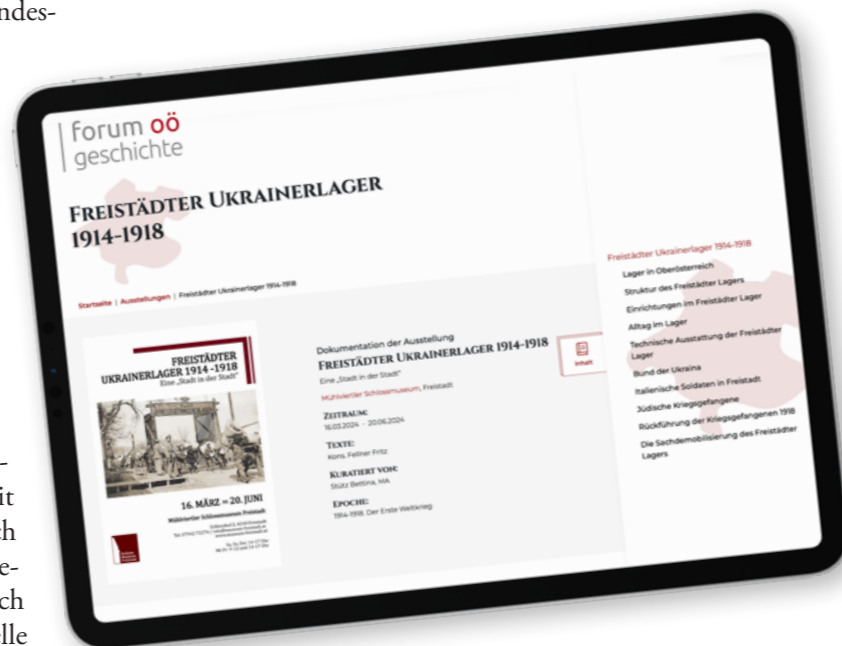 ndes-
-
it
ch
e-
ch
elle
forum oö
geschichte
FREISTÄDTER UKRAINERLAGER
1914-1918
Startseite | Ausstellungen | Freistädter Ukrainerlager 1914-1918
FREISTÄDTER
UKRAINERLAGER 1914 -1918
Eine „Stadt in der Stadt“
16. MÄRZ – 20. JUNI
Mühlviertler Schlossmuseum Freistadt
Dokumentation der Ausstellung
FREISTÄDTER UKRAINERLAGER 1914-1918
Eine „Stadt in der Stadt“
Mühlviertler Schlossmuseum, Freistadt
ZEITRAUM:
16.03.2024 - 20.06.2024
TEXTE:
Kons. Fellner Fritz
KURATIERT VON:
Stütz Bettina, MA
EPOCHE:
1914-1918. Der Erste Weltkrieg
Inhalt
Freistädter Ukrainerlager 1914-1918
Lager in Oberösterreich
Struktur des Freistädter Lagers
Einrichtungen im Freistädter Lager
Alltag im Lager
Technische Ausstattung der Freistädter
Lager
Bund der Ukraina
Italienische Soldaten in Freistadt
Jüdische Kriegsgefangene
Rückführung der Kriegsgefangenen 1918
Die Sachdemobilisierung des Freistädter
Lagers